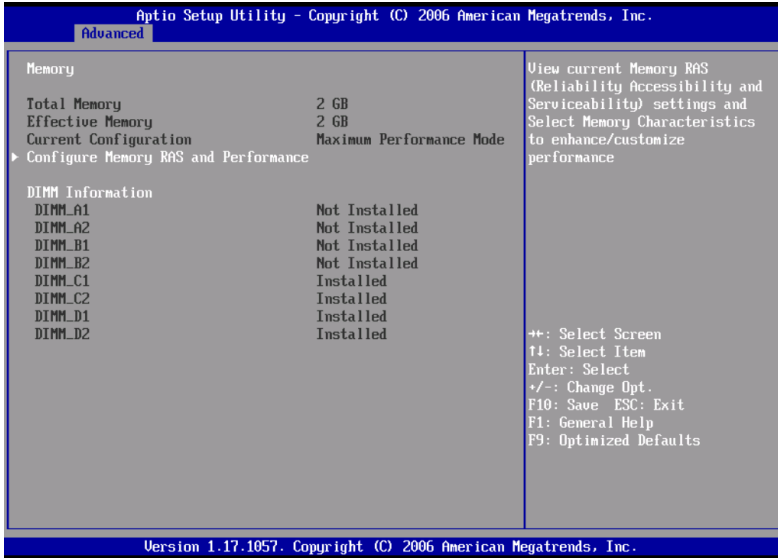 Aptio Setup Utility - Copyright (C) 2006 American Megatrends, Inc.
Advanced
Memory
Total Memory 2 GB
Effective Memory 2 GB
Current Configuration Maximum Performance Mode
► Configure Memory RAS and Performance
DIMM Information
DIMM_A1 Not Installed
DIMM_A2 Not Installed
DIMM_B1 Not Installed
DIMM_B2 Not Installed
DIMM_C1 Installed
DIMM_C2 Installed
DIMM_D1 Installed
DIMM_D2 Installed
View current Memory RAS
(Reliability Accessibility and
Serviceability) settings and
Select Memory Characteristics
to enhance/customize
performance
→←: Select Screen
↑↓: Select Item
Enter: Select
+/-: Change Opt.
F10: Save ESC: Exit
F1: General Help
F9: Optimized Defaults
Version 1.17.1057. Copyright (C) 2006 American Megatrends, Inc.